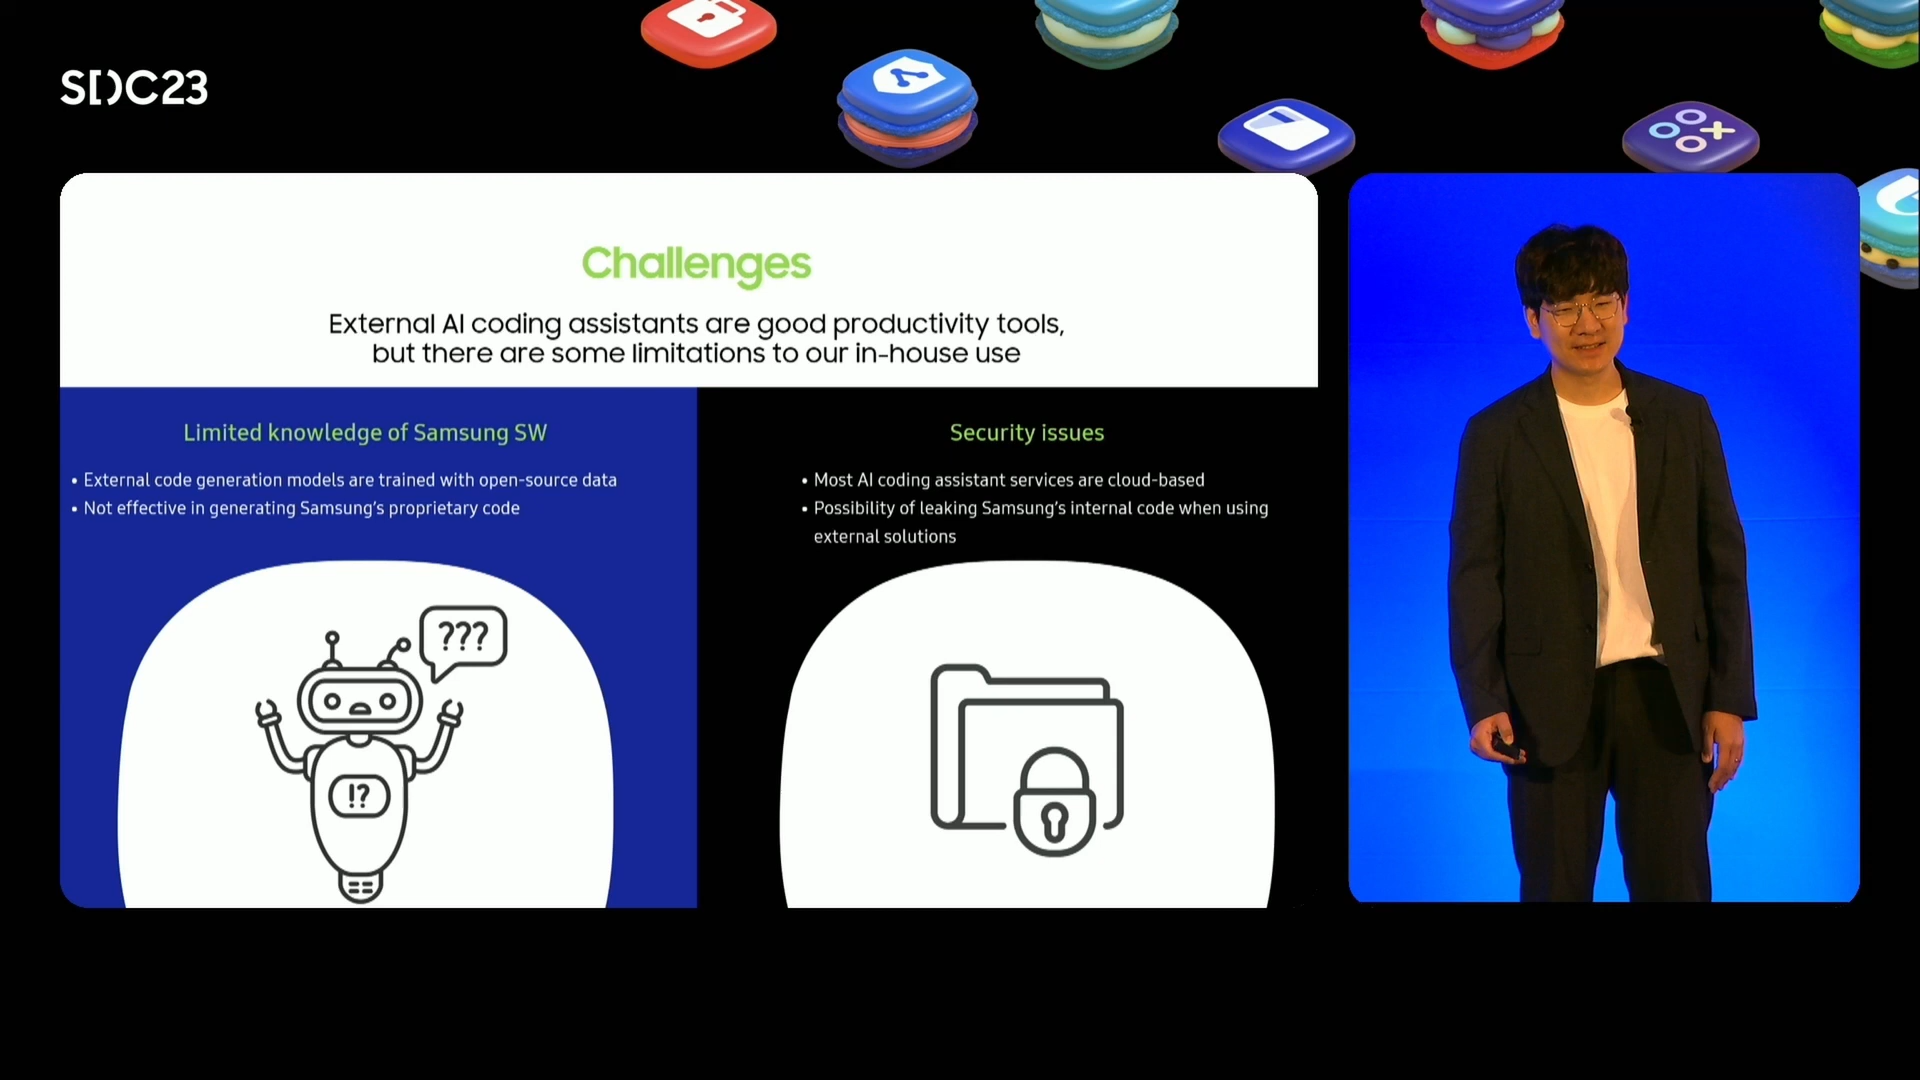 SDC23
Challenges
External AI coding assistants are good productivity tools,
but there are some limitations to our in-house use
Limited knowledge of Samsung SW
• External code generation models are trained with open-source data
• Not effective in generating Samsung's proprietary code
???
!?
Security issues
• Most AI coding assistant services are cloud-based
• Possibility of leaking Samsung's internal code when using
external solutions